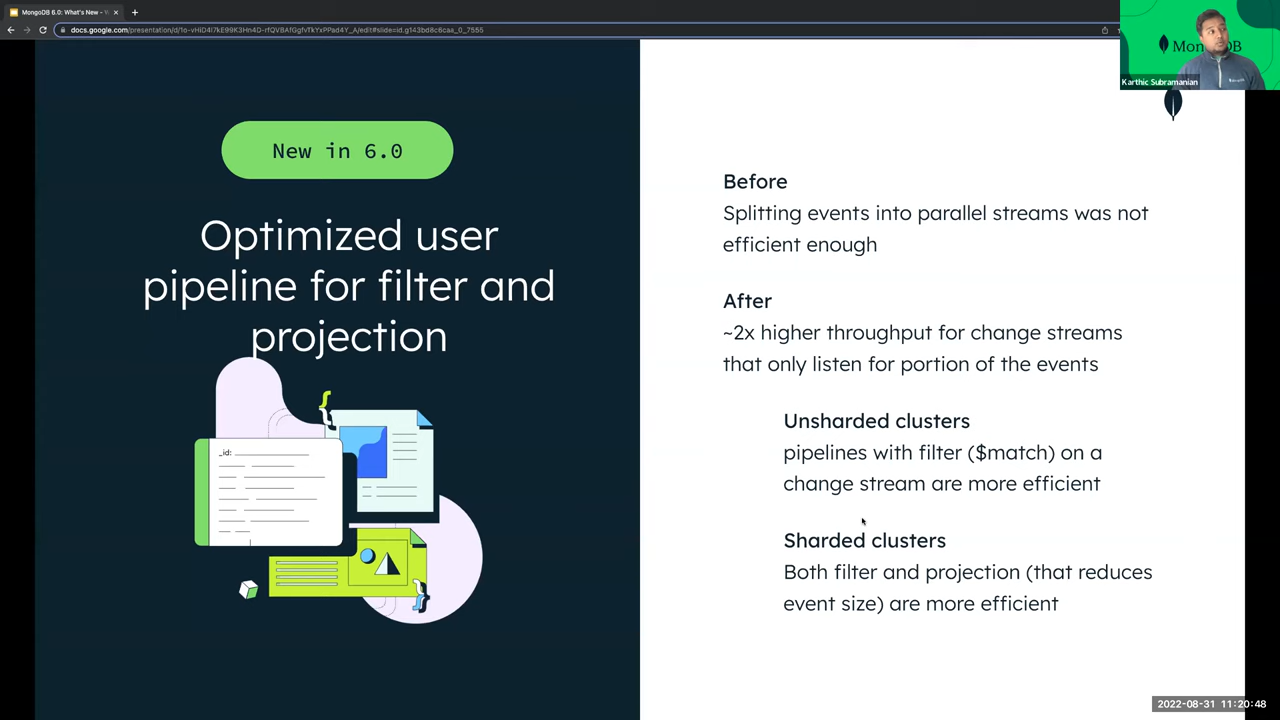 MongoDB 6.0: What's New - V
docs.google.com/presentation/d/1o-vHiD4l7kE99K3Hn4D-rfQVBAfGgfvTkYxPPad4Y_A/edit#slide=id.g143bd8c6caa_0_7555
Karthic Subramanian
New in 6.0
Optimized user
pipeline for filter and
projection
_id:
Before
Splitting events into parallel streams was not
efficient enough
After
~2x higher throughput for change streams
that only listen for portion of the events
Unsharded clusters
pipelines with filter ($match) on a
change stream are more efficient
Sharded clusters
Both filter and projection (that reduces
event size) are more efficient
2022-08-31 11:20:48